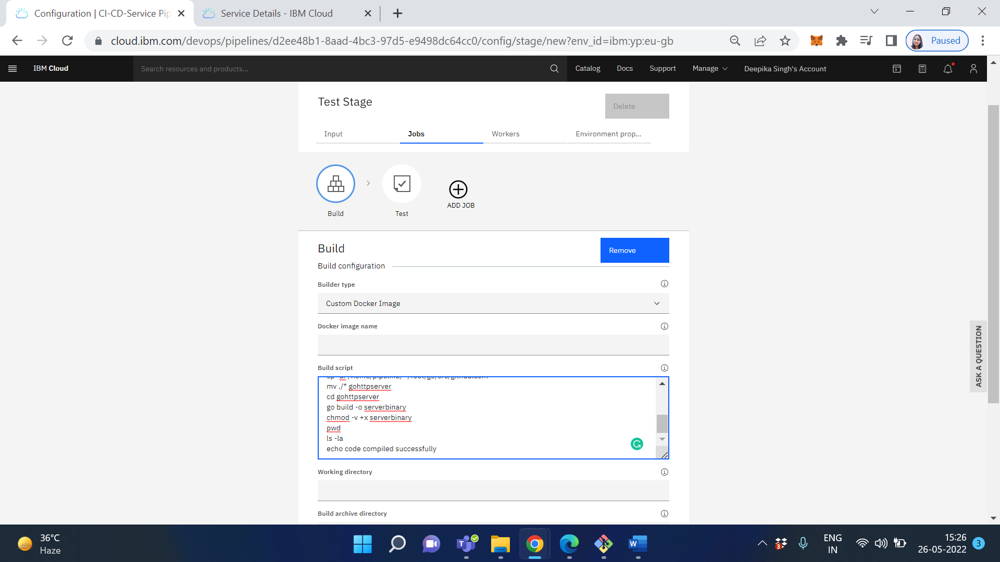 Configuration | CI-CD-Service Pip
Service Details - IBM Cloud
cloud.ibm.com/devops/pipelines/d2ee48b1-8aad-4bc3-97d5-e9498dc64cc0/config/stage/new?env_id=ibm:yp:eu-gb
Paused
IBM Cloud
Search resources and products...
Catalog
Docs
Support
Manage
Deepika Singh's Account
Test Stage
Delete
Input
Jobs
Workers
Environment prop...
Build
Test
ADD JOB
Build
Remove
Build configuration
Builder type
Custom Docker Image
Docker image name
Build script
mv ./* gohttpserver
cd gohttpserver
go build -o serverbinary
chmod -v +x serverbinary
pwd
ls -la
echo code compiled successfully
Working directory
Build archive directory
ASK A QUESTION
36°C
Haze
3
ENG
IN
15:26
26-05-2022
3